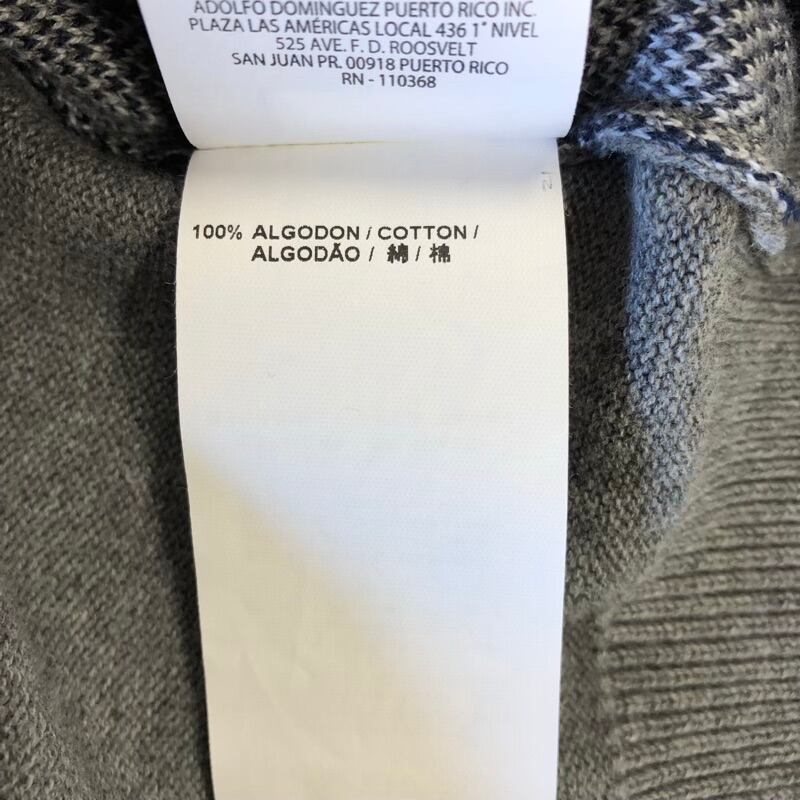 ADOLFO DOMINGUEZ PUERTO RICO INC.
PLAZA LAS AMÉRICAS LOCAL 436 1° NIVEL
525 AVE. F. D. ROOSVELT
SAN JUAN PR. 00918 PUERTO RICO
RN - 110368
21
100% ALGODON / COTTON /
ALGODÃO / 綿 / 棉